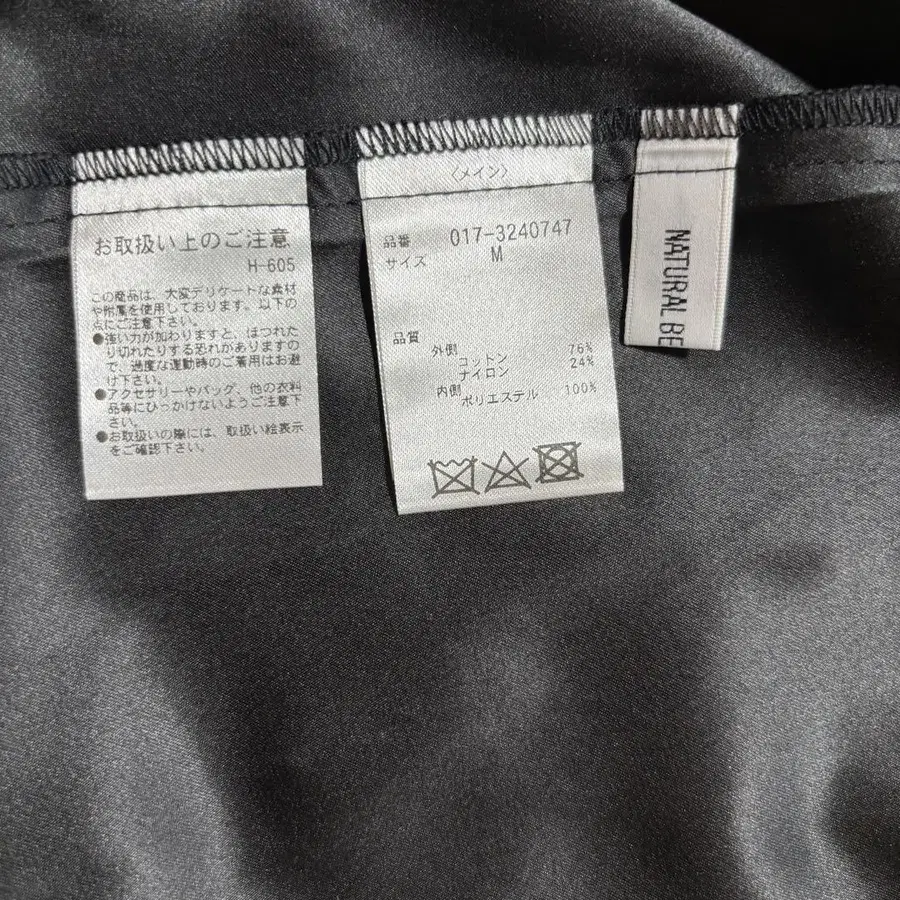 お取扱い上のご注意
H-605
この商品は、大変デリケートな素材
や附属を使用しております。以下の
点にご注意下さい。
●強い力が加わりますと、ほつれた
り切れたりする恐れがありますの
で、過度な運動時のご着用はお避
け下さい。
●アクセサリーやバッグ、他の衣料
品等にひっかけないようご注意下
さい。
●お取扱いの際には、取扱い絵表示
をご確認下さい。
〈メイン〉
品番 017-3240747
サイズ M
品質
外側
コットン 76%
ナイロン 24%
内側
ポリエステル 100%
NATURAL BE